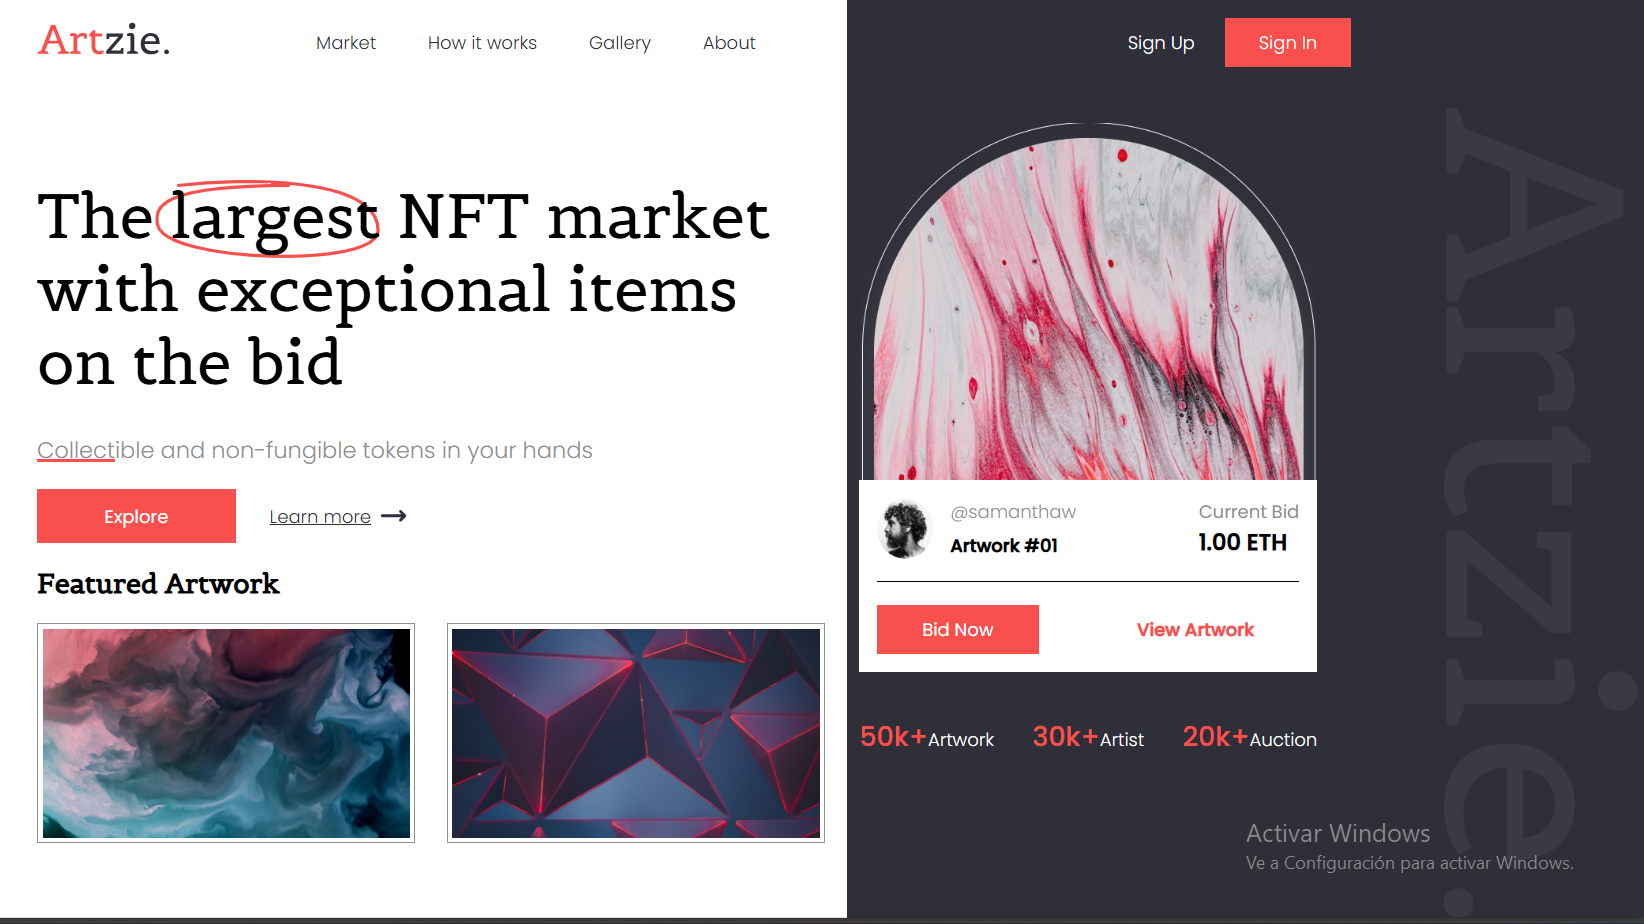 Artzie.
Market
How it works
Gallery
About
Sign Up
Sign In
The largest NFT market
with exceptional items
on the bid
Collectible and non-fungible tokens in your hands
Explore
Learn more
Featured Artwork
@samanthaw
Artwork #01
Current Bid
1.00 ETH
Bid Now
View Artwork
50k+Artwork
30k+Artist
20k+Auction
Artzie.
Activar Windows
Ve a Configuración para activar Windows.